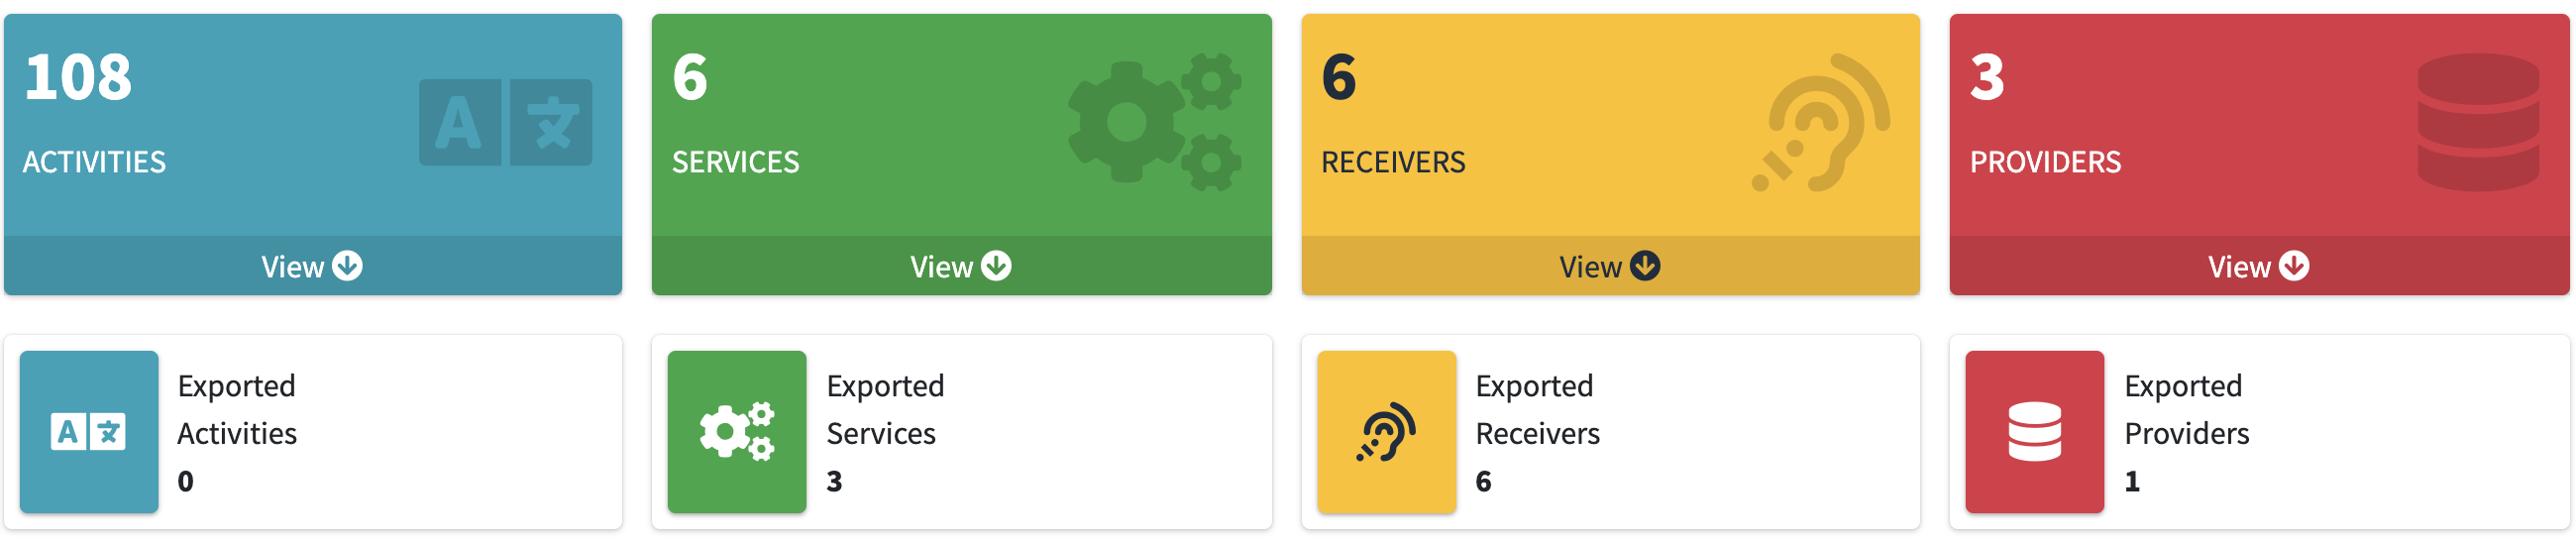 108
ACTIVITIES
View
6
SERVICES
View
6
RECEIVERS
View
3
PROVIDERS
View
A 文
Exported
Activities
0
Exported
Services
3
Exported
Receivers
6
Exported
Providers
1